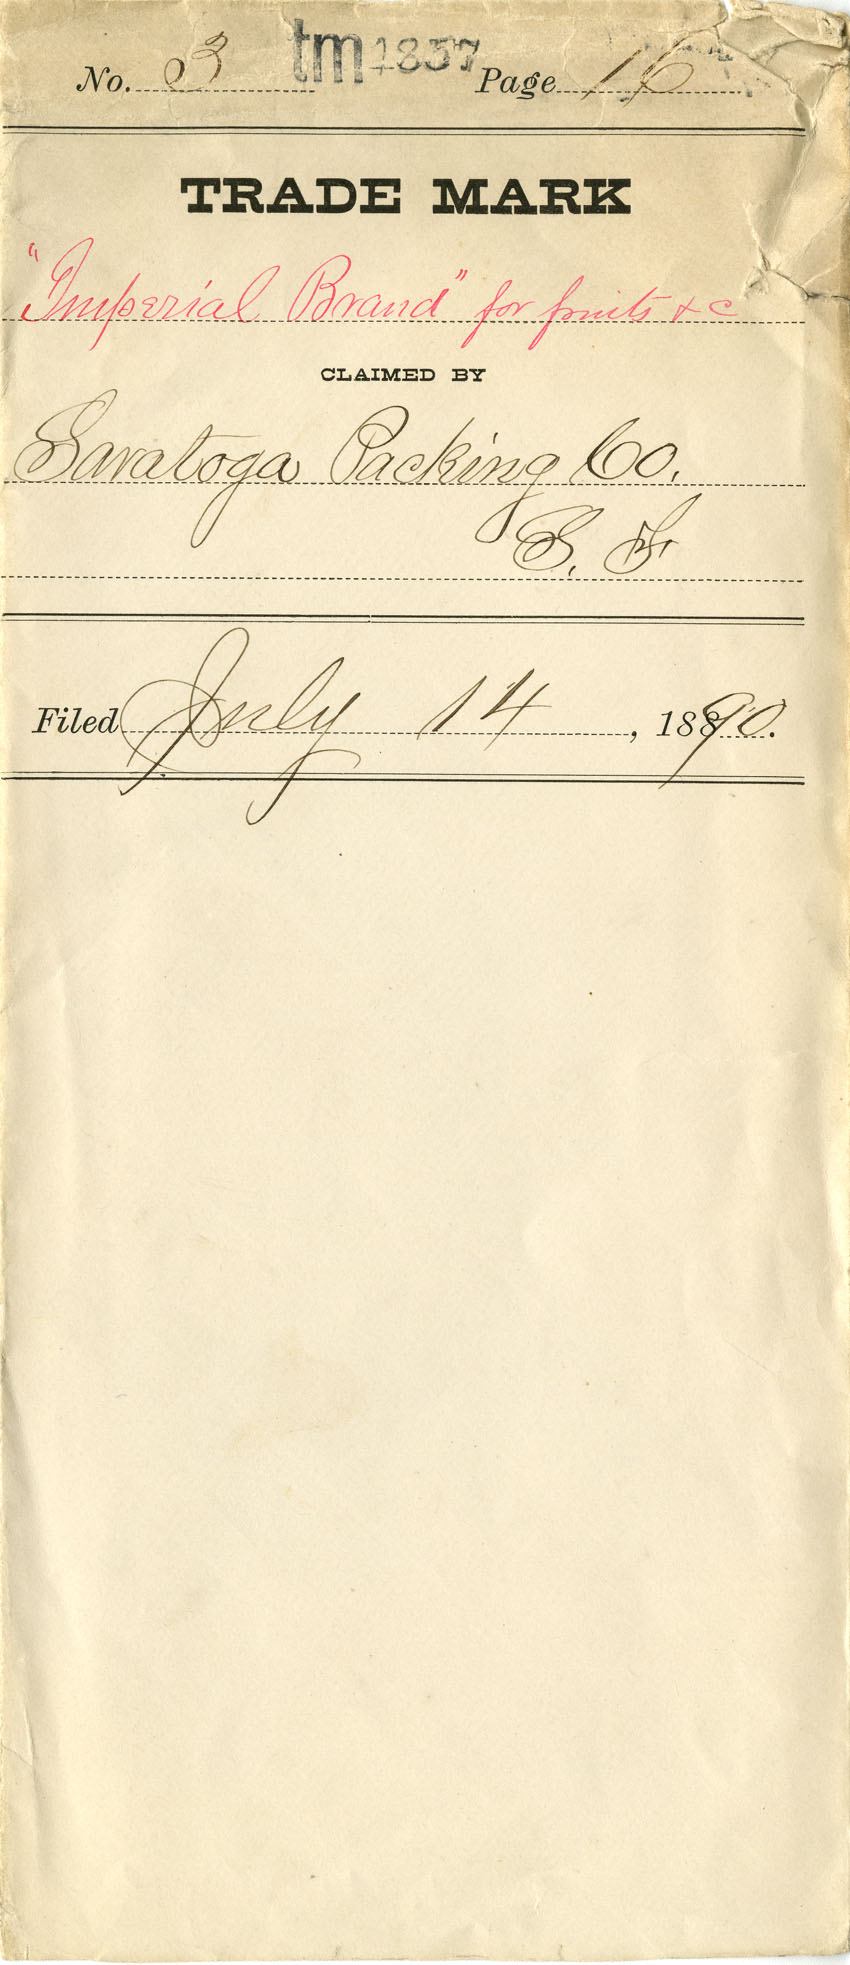 No. 03 tm 1857 Page 16
TRADE MARK
"Imperial Brand" for fruits & c
CLAIMED BY
Saratoga Packing Co.
S. F.
Filed July 14, 1890.